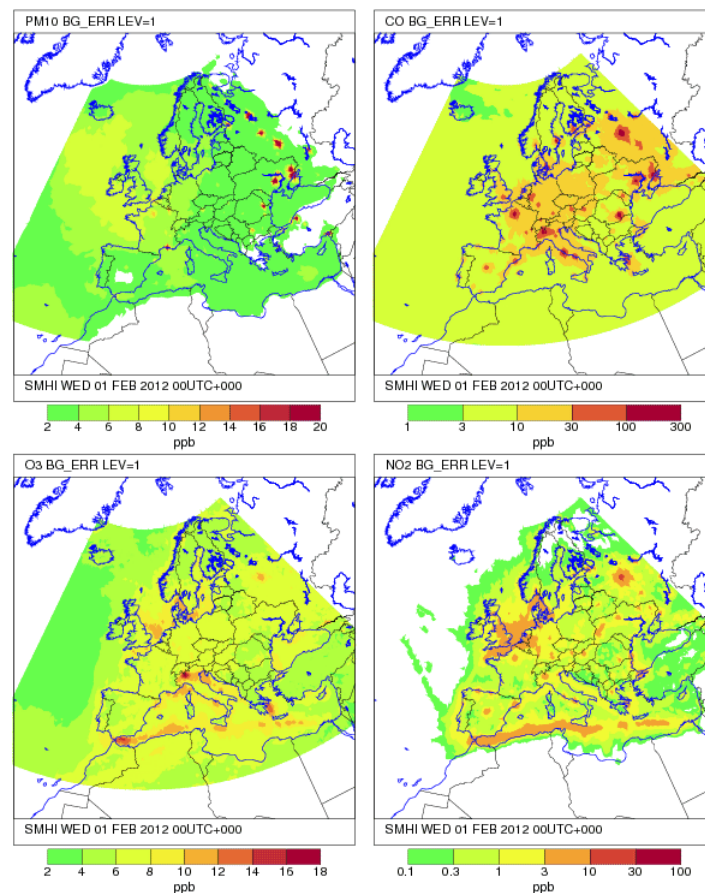 PM10 BG_ERR LEV=1
SMHI WED 01 FEB 2012 00UTC+000
2 4 6 8 10 12 14 16 18 20
ppb
CO BG_ERR LEV=1
SMHI WED 01 FEB 2012 00UTC+000
1 3 10 30 100 300
ppb
O3 BG_ERR LEV=1
SMHI WED 01 FEB 2012 00UTC+000
2 4 6 8 10 12 14 16 18
ppb
NO2 BG_ERR LEV=1
SMHI WED 01 FEB 2012 00UTC+000
0.1 0.3 1 3 10 30 100
ppb